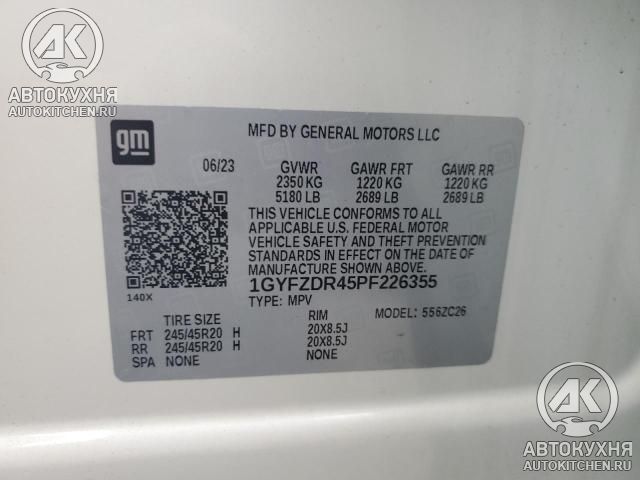 АК
АВТОКУХНЯ
AUTOKITCHEN.RU
gm
MFD BY GENERAL MOTORS LLC
06/23 GVWR GAWR FRT GAWR RR
2350 KG 1220 KG 1220 KG
5180 LB 2689 LB 2689 LB
THIS VEHICLE CONFORMS TO ALL
APPLICABLE U.S. FEDERAL MOTOR
VEHICLE SAFETY AND THEFT PREVENTION
STANDARDS IN EFFECT ON THE DATE OF
MANUFACTURE SHOWN ABOVE.
1GYFZDR45PF226355
140X
TYPE: MPV MODEL: 556ZC26
TIRE SIZE RIM
FRT 245/45R20 H 20X8.5J
RR 245/45R20 H 20X8.5J
SPA NONE NONE
АК
АВТОКУХНЯ
AUTOKITCHEN.RU